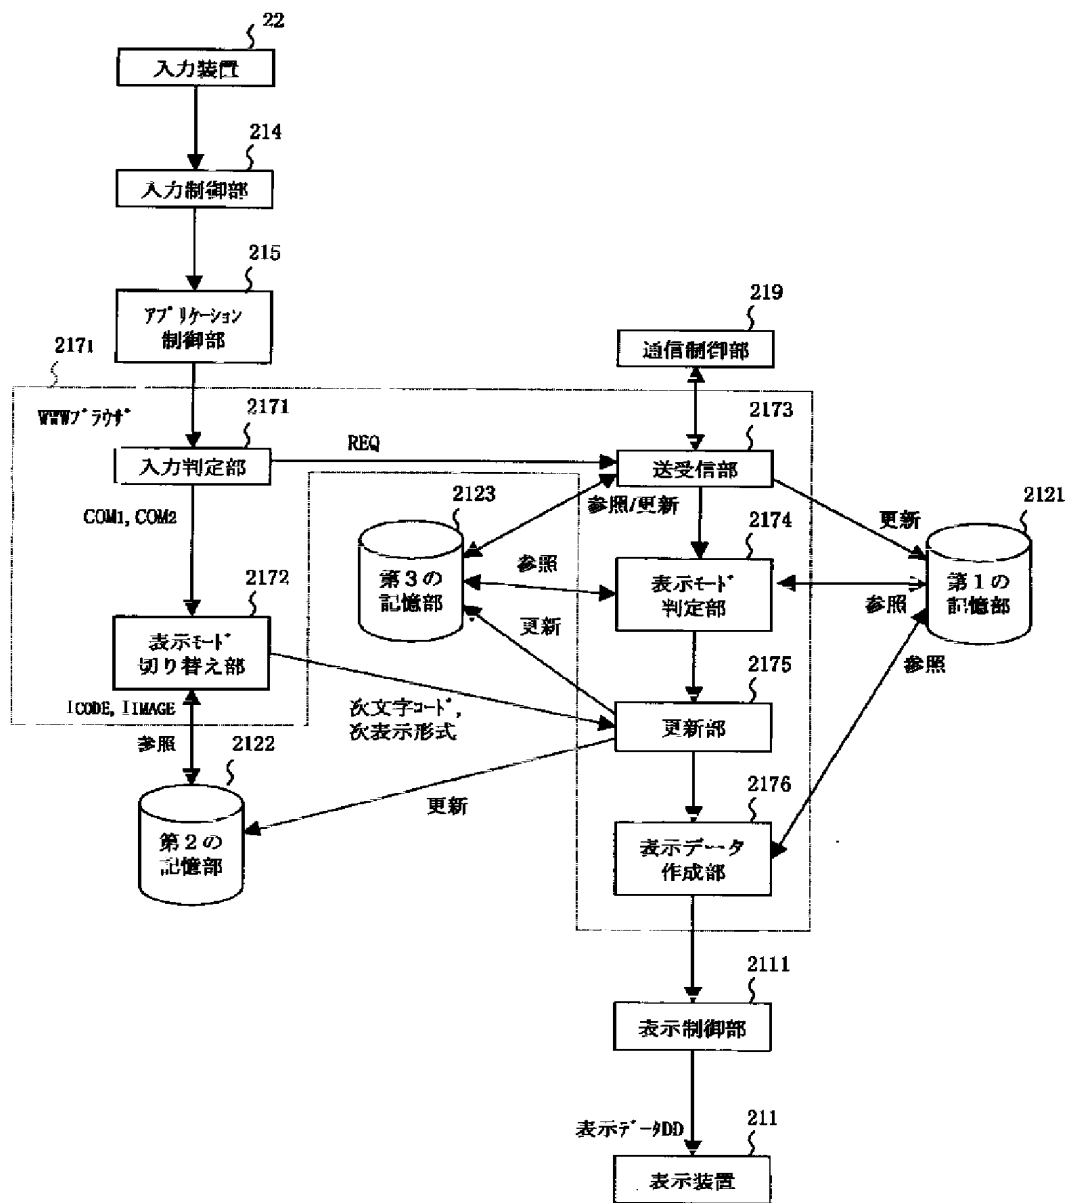 22
入力装置
214
入力制御部
215
アプリケーション
制御部
219
通信制御部
2171
WWWブラウザ
2171
入力判定部
REQ
2173
送受信部
COM1, COM2
2123
第3の
記憶部
参照/更新
2174
表示モード
判定部
更新
2121
第1の
記憶部
参照
参照
参照
2172
表示モード
切り替え部
更新
2175
更新部
ICODE, IIMAGE
参照
次文字コード,
次表示形式
2122
第2の
記憶部
更新
2176
表示データ
作成部
2111
表示制御部
表示データDD
211
表示装置